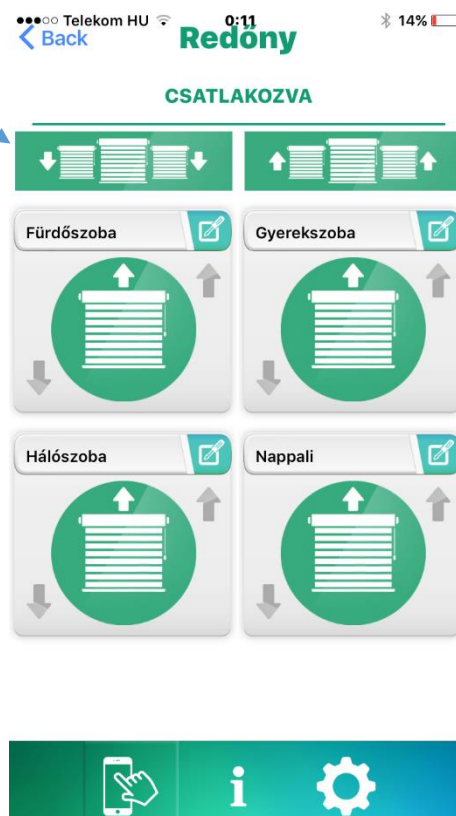 Telekom HU 0:11 14%
Back Redőny
CSATLAKOZVA
Fürdőszoba Gyerekszoba
Hálószoba Nappali
i